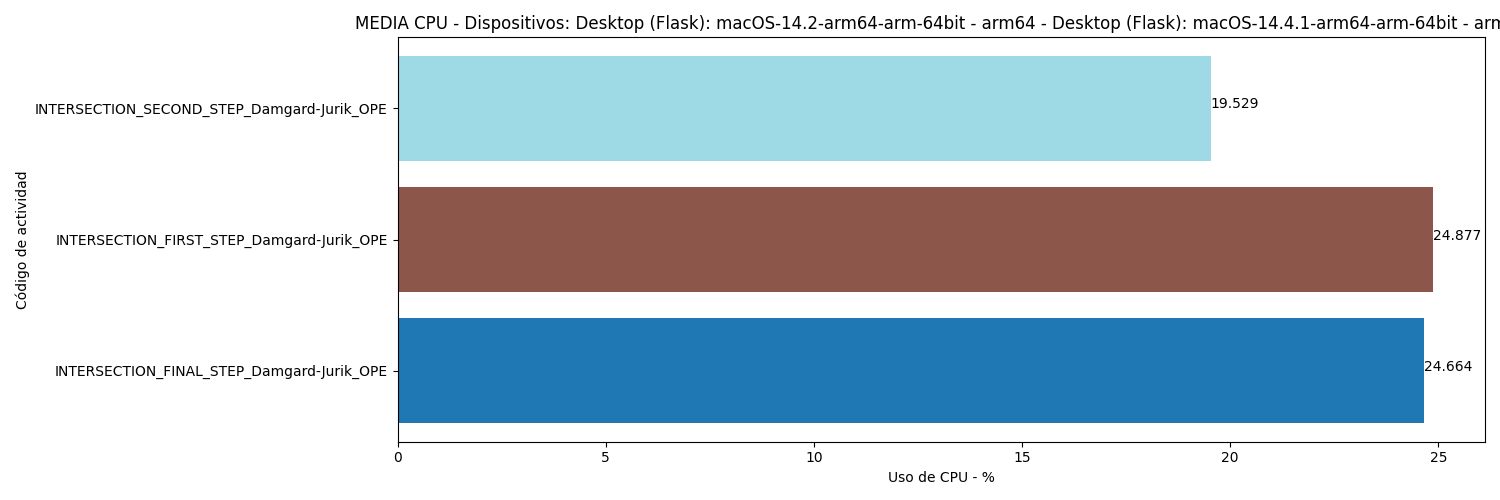 MEDIA CPU - Dispositivos: Desktop (Flask): macOS-14.2-arm64-arm-64bit - arm64 - Desktop (Flask): macOS-14.4.1-arm64-arm-64bit - arm
INTERSECTION_SECOND_STEP_Damgard-Jurik_OPE
19.529
Código de actividad
INTERSECTION_FIRST_STEP_Damgard-Jurik_OPE
24.877
INTERSECTION_FINAL_STEP_Damgard-Jurik_OPE
24.664
0 5 10 15 20 25
Uso de CPU - %